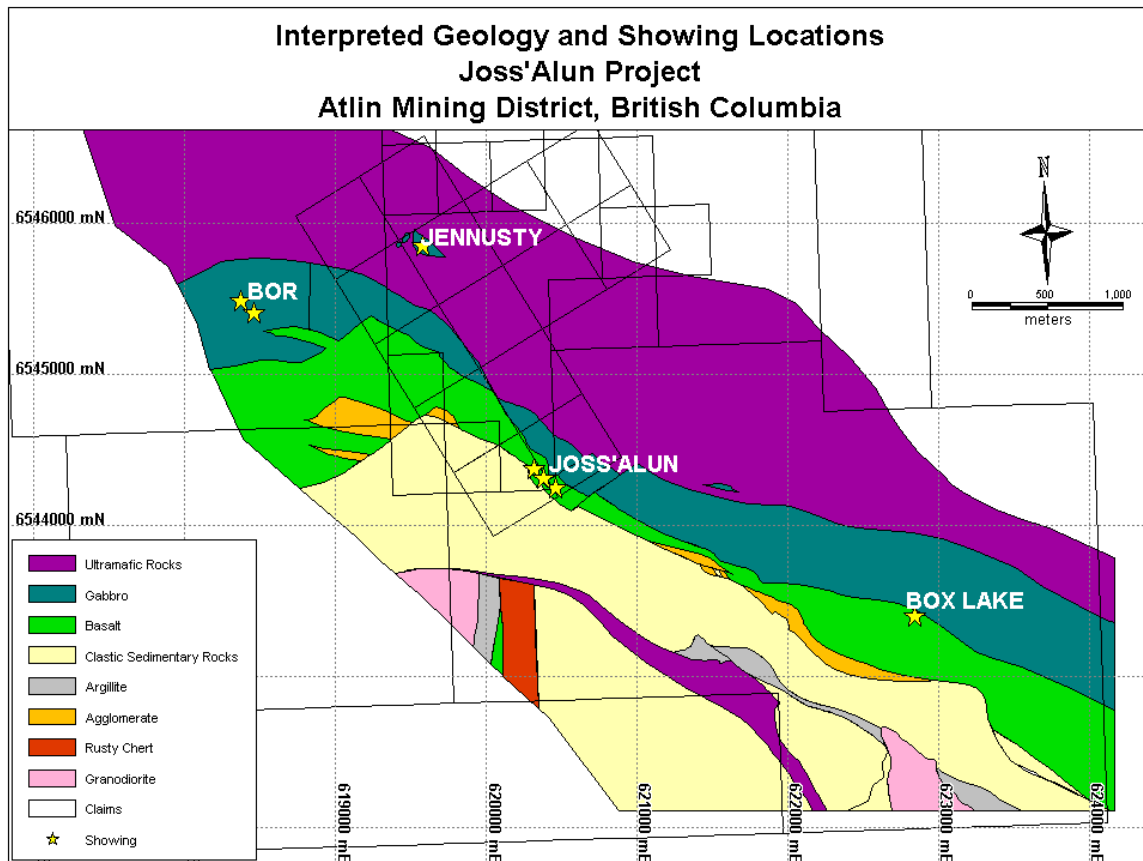 Interpreted Geology and Showing Locations
Joss'Alun Project
Atlin Mining District, British Columbia
N
6546000 mN
JENNUSTY
BOR
0 500 1,000
meters
6545000 mN
JOSS'ALUN
6544000 mN
BOX LAKE
Ultramafic Rocks
Gabbro
Basalt
Clastic Sedimentary Rocks
Argillite
Agglomerate
Rusty Chert
Granodiorite
Claims
Showing
619000 mE
620000 mE
621000 mE
622000 mE
623000 mE
624000 mE